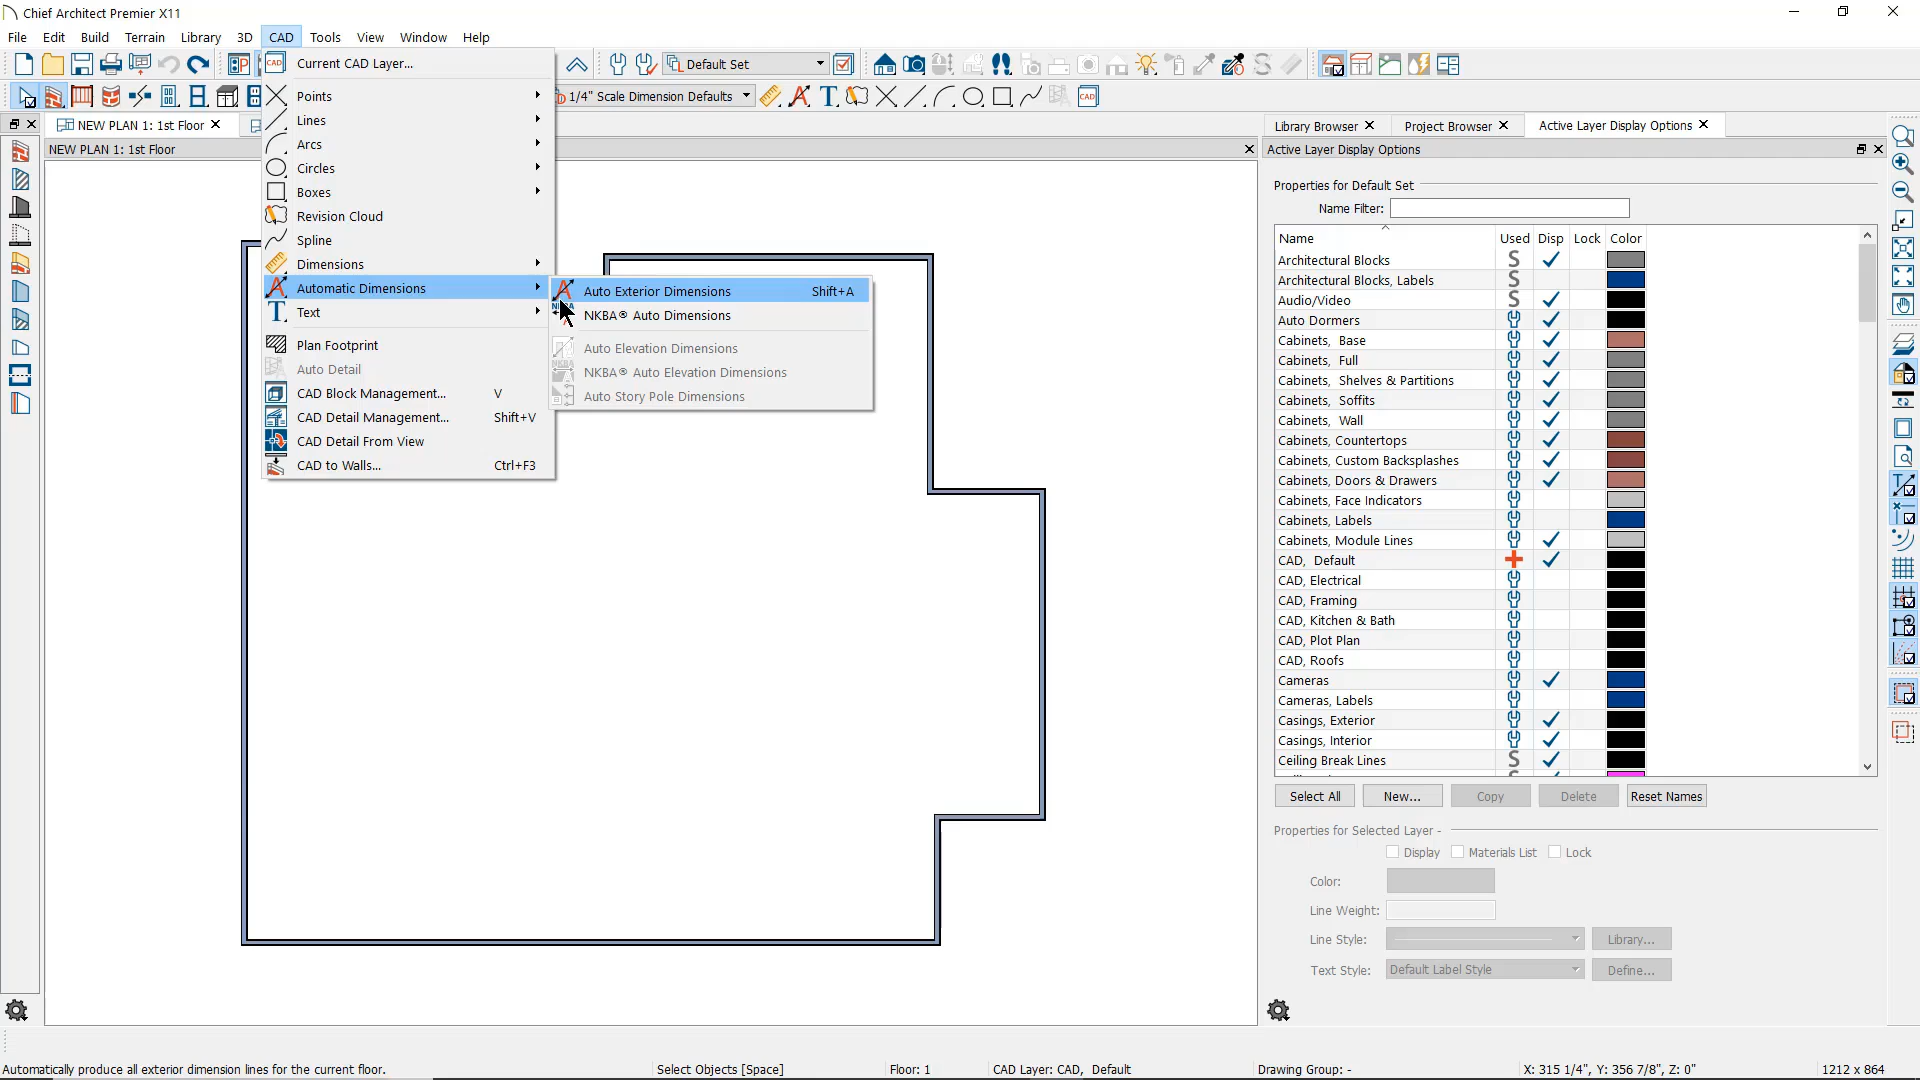 Chief Architect Premier X11
File Edit Build Terrain Library 3D CAD Tools View Window Help
Default Set
1/4" Scale Dimension Defaults
NEW PLAN 1: 1st Floor
NEW PLAN 1: 1st Floor
Current CAD Layer...
Points
Lines
Arcs
Circles
Boxes
Revision Cloud
Spline
Dimensions
Automatic Dimensions
Text
Plan Footprint
Auto Detail
CAD Block Management... V
CAD Detail Management... Shift+V
CAD Detail From View
CAD to Walls... Ctrl+F3
Auto Exterior Dimensions Shift+A
NKBA® Auto Dimensions
Auto Elevation Dimensions
NKBA® Auto Elevation Dimensions
Auto Story Pole Dimensions
Library Browser Project Browser Active Layer Display Options
Active Layer Display Options
Properties for Default Set
Name Filter:
Name Used Disp Lock Color
Architectural Blocks S
Architectural Blocks, Labels S
Audio/Video S
Auto Dormers
Cabinets, Base
Cabinets, Full
Cabinets, Shelves & Partitions
Cabinets, Soffits
Cabinets, Wall
Cabinets, Countertops
Cabinets, Custom Backsplashes
Cabinets, Doors & Drawers
Cabinets, Face Indicators
Cabinets, Labels
Cabinets, Module Lines
CAD, Default
CAD, Electrical
CAD, Framing
CAD, Kitchen & Bath
CAD, Plot Plan
CAD, Roofs
Cameras
Cameras, Labels
Casings, Exterior
Casings, Interior
Ceiling Break Lines S
Select All New... Copy Delete Reset Names
Properties for Selected Layer -
Display Materials List Lock
Color:
Line Weight:
Line Style: Library...
Text Style: Default Label Style Define...
Automatically produce all exterior dimension lines for the current floor. Select Objects [Space] Floor: 1 CAD Layer: CAD, Default Drawing Group: - X: 315 1/4", Y: 356 7/8", Z: 0" 1212 x 864